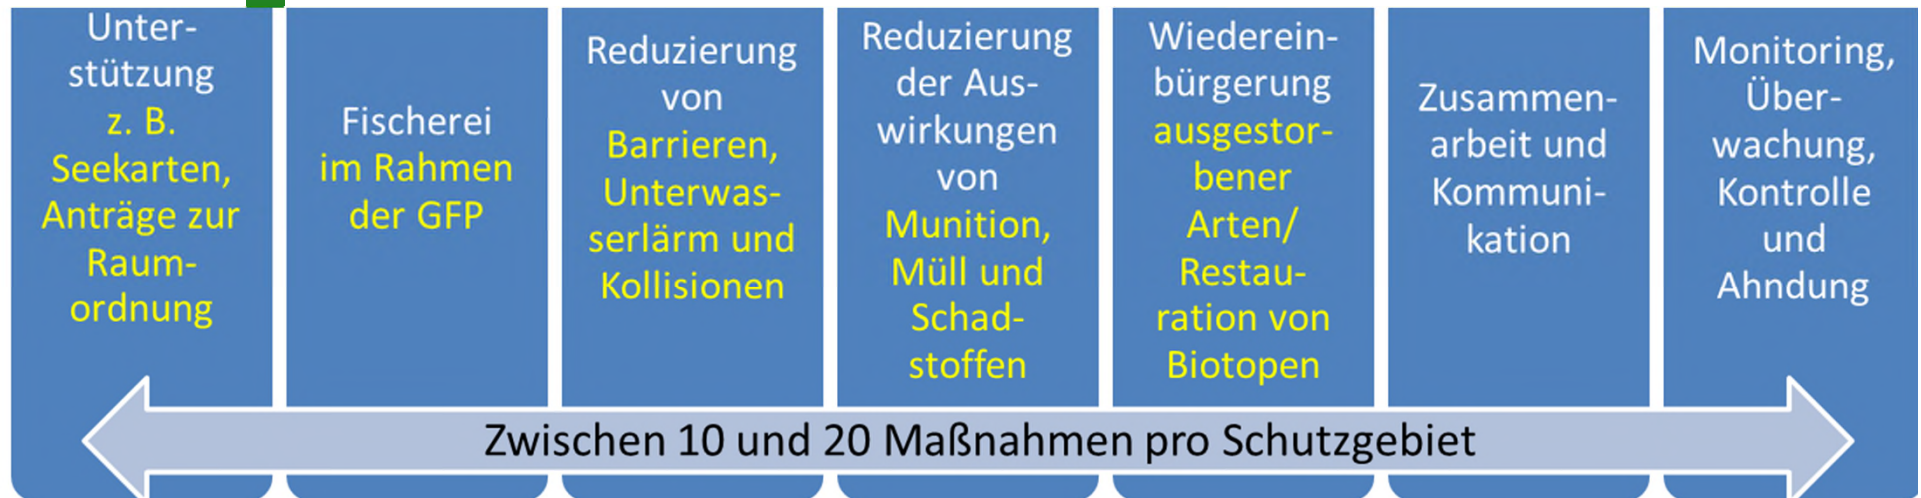 Unter-
stützung
z. B.
Seekarten,
Anträge zur
Raum-
ordnung
Fischerei
im Rahmen
der GFP
Reduzierung
von
Barrieren,
Unterwas-
serlärm und
Kollisionen
Reduzierung
der Aus-
wirkungen
von
Munition,
Müll und
Schad-
stoffen
Wiederein-
bürgerung
ausgestor-
bener
Arten/
Restau-
ration von
Biotopen
Zusammen-
arbeit und
Kommuni-
kation
Monitoring,
Über-
wachung,
Kontrolle
und
Ahndung
Zwischen 10 und 20 Maßnahmen pro Schutzgebiet